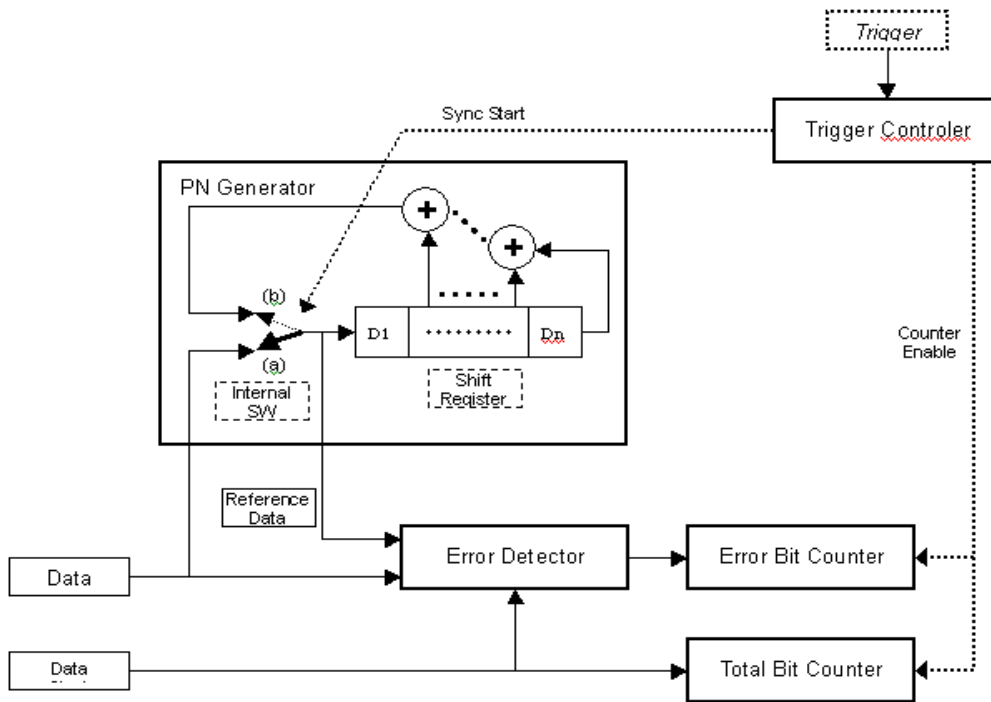 Trigger
Sync Start
Trigger Controler
PN Generator
+
+
(b)
D1
Dn
(a)
Internal
SW
Shift
Register
Counter
Enable
Reference
Data
Error Detector
Error Bit Counter
Data
Data
Total Bit Counter